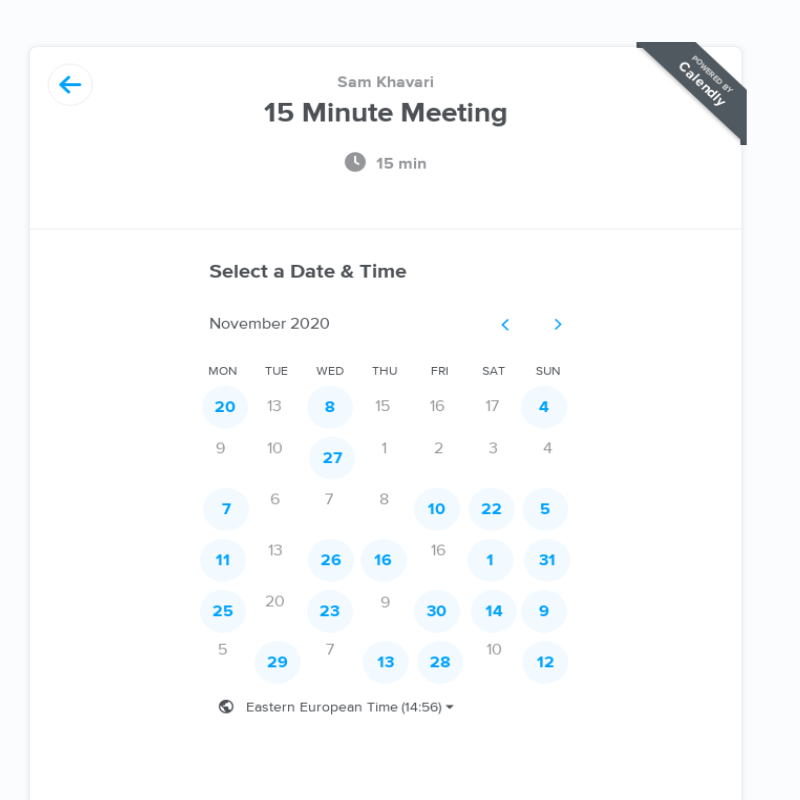 POWERED BY
Calendly
Sam Khavari
15 Minute Meeting
15 min
Select a Date & Time
November 2020
MON TUE WED THU FRI SAT SUN
20 13 8 15 16 17 4
9 10 27 1 2 3 4
7 6 7 8 10 22 5
11 13 26 16 16 1 31
25 20 23 9 30 14 9
5 29 7 13 28 10 12
Eastern European Time (14:56)